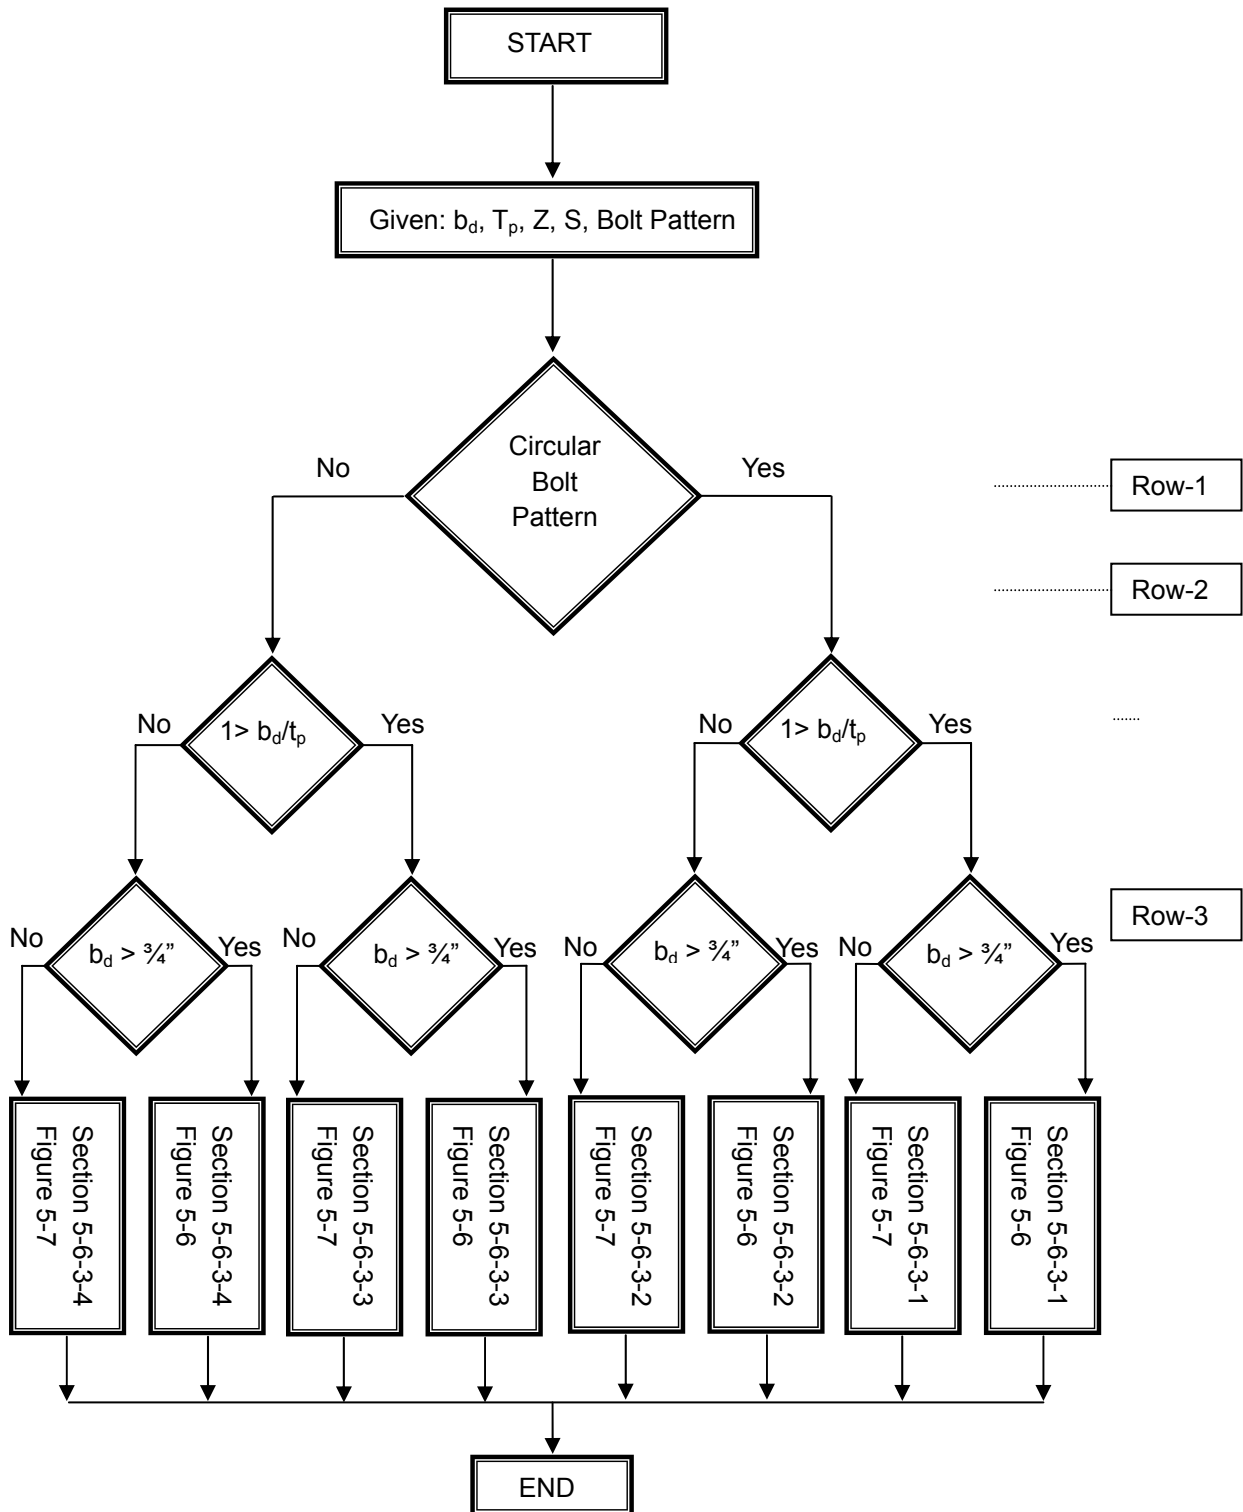 START
Given: b_d, T_p, Z, S, Bolt Pattern
Circular
Bolt
Pattern
No
Yes
Row-1
Row-2
No
1> b_d/t_p
Yes
No
1> b_d/t_p
Yes
Row-3
No
b_d > ¾”
Yes
No
b_d > ¾”
Yes
No
b_d > ¾”
Yes
No
b_d > ¾”
Yes
Section 5-6-3-4
Figure 5-7
Section 5-6-3-4
Figure 5-6
Section 5-6-3-3
Figure 5-7
Section 5-6-3-3
Figure 5-6
Section 5-6-3-2
Figure 5-7
Section 5-6-3-2
Figure 5-6
Section 5-6-3-1
Figure 5-7
Section 5-6-3-1
Figure 5-6
END